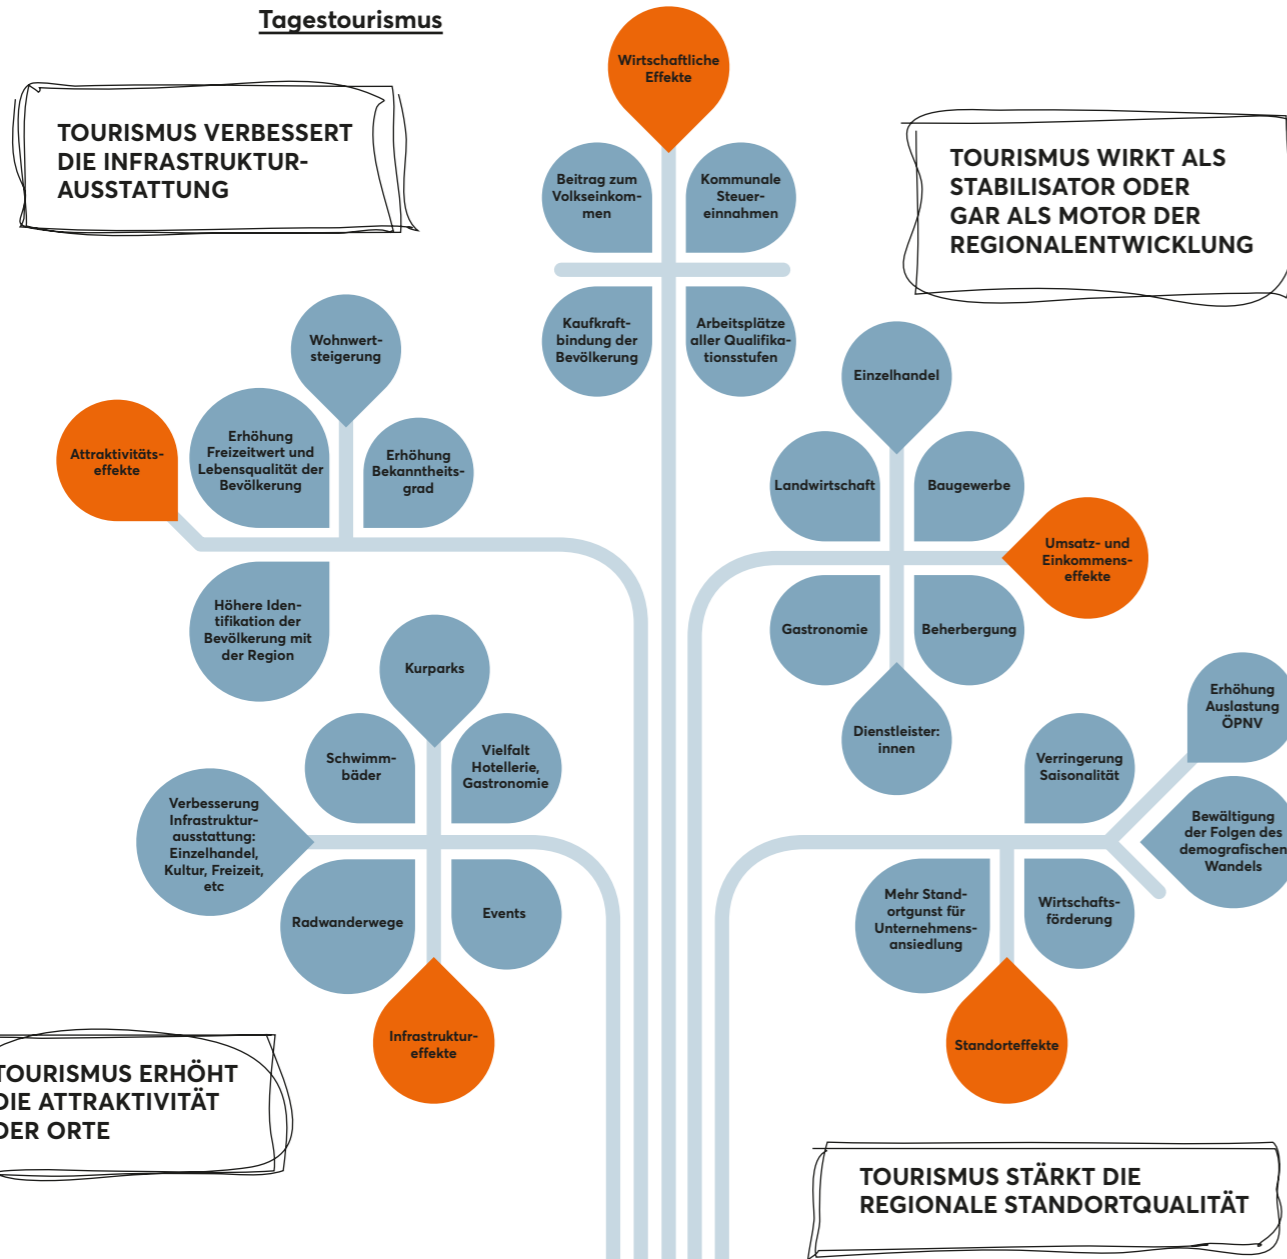 Tagestourismus
TOURISMUS VERBESSERT
DIE INFRASTRUKTUR-
AUSSTATTUNG
Wirtschaftliche
Effekte
Beitrag zum
Volkseinkom-
men
Kommunale
Steuer-
einnahmen
Kaufkraft-
bindung der
Bevölkerung
Arbeitsplätze
aller Qualifika-
tionsstufen
TOURISMUS WIRKT ALS
STABILISATOR ODER
GAR ALS MOTOR DER
REGIONALENTWICKLUNG
Wohnwert-
steigerung
Attraktivitäts-
effekte
Erhöhung
Freizeitwert und
Lebensqualität der
Bevölkerung
Erhöhung
Bekanntheits-
grad
Höhere Iden-
tifikation der
Bevölkerung mit
der Region
Einzelhandel
Landwirtschaft
Baugewerbe
Umsatz- und
Einkommens-
effekte
Gastronomie
Beherbergung
Dienstleister:
innen
Kurparks
Schwimm-
bäder
Vielfalt
Hotellerie,
Gastronomie
Verbesserung
Infrastruktur-
ausstattung:
Einzelhandel,
Kultur, Freizeit,
etc
Radwanderwege
Events
Infrastruktur-
effekte
Erhöhung
Auslastung
ÖPNV
Verringerung
Saisonalität
Bewältigung
der Folgen des
demografischen
Wandels
Mehr Stand-
ortgunst für
Unternehmens-
ansiedlung
Wirtschafts-
förderung
Standorteffekte
TOURISMUS ERHÖHT
DIE ATTRAKTIVITÄT
DER ORTE
TOURISMUS STÄRKT DIE
REGIONALE STANDORTQUALITÄT